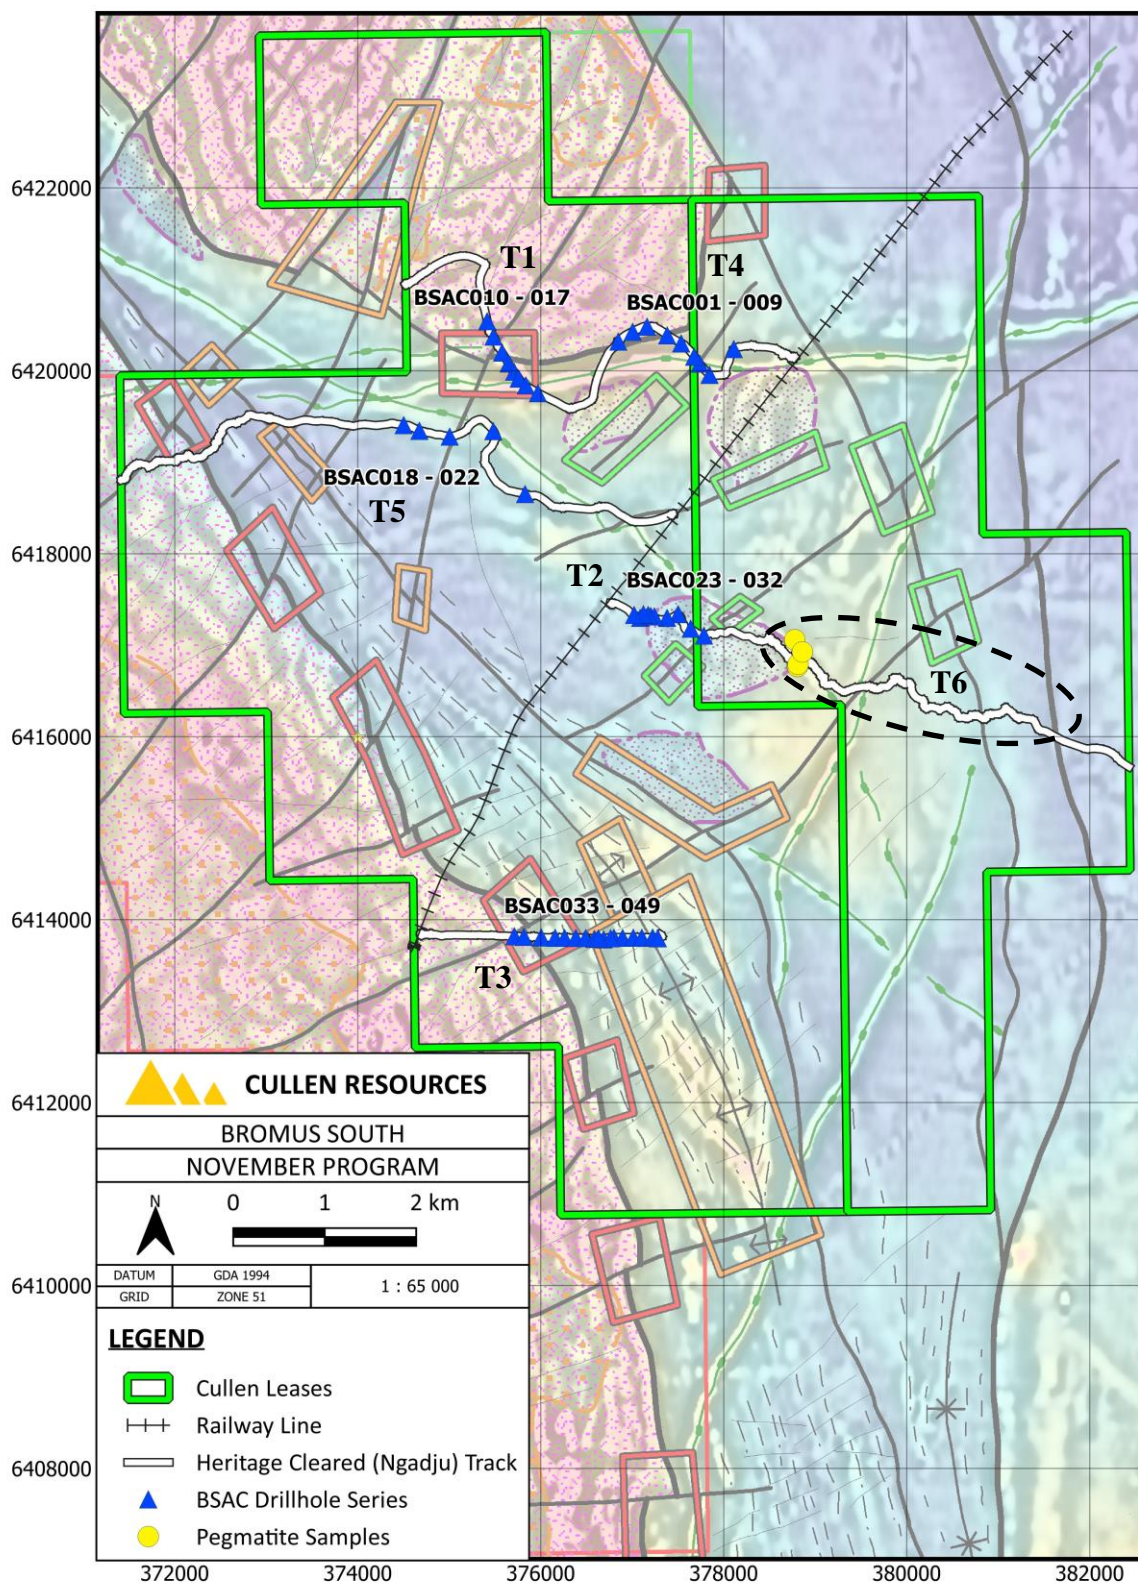 6422000
T1
T4
BSAC010 - 017
BSAC001 - 009
6420000
BSAC018 - 022
T5
6418000
T2
BSAC023 - 032
T6
6416000
6414000
BSAC033 - 049
T3
CULLEN RESOURCES
6412000
BROMUS SOUTH
NOVEMBER PROGRAM
N
0 1 2 km
DATUM GDA 1994
GRID ZONE 51
1 : 65 000
6410000
LEGEND
Cullen Leases
Railway Line
Heritage Cleared (Ngadju) Track
6408000
BSAC Drillhole Series
Pegmatite Samples
372000 374000 376000 378000 380000 382000